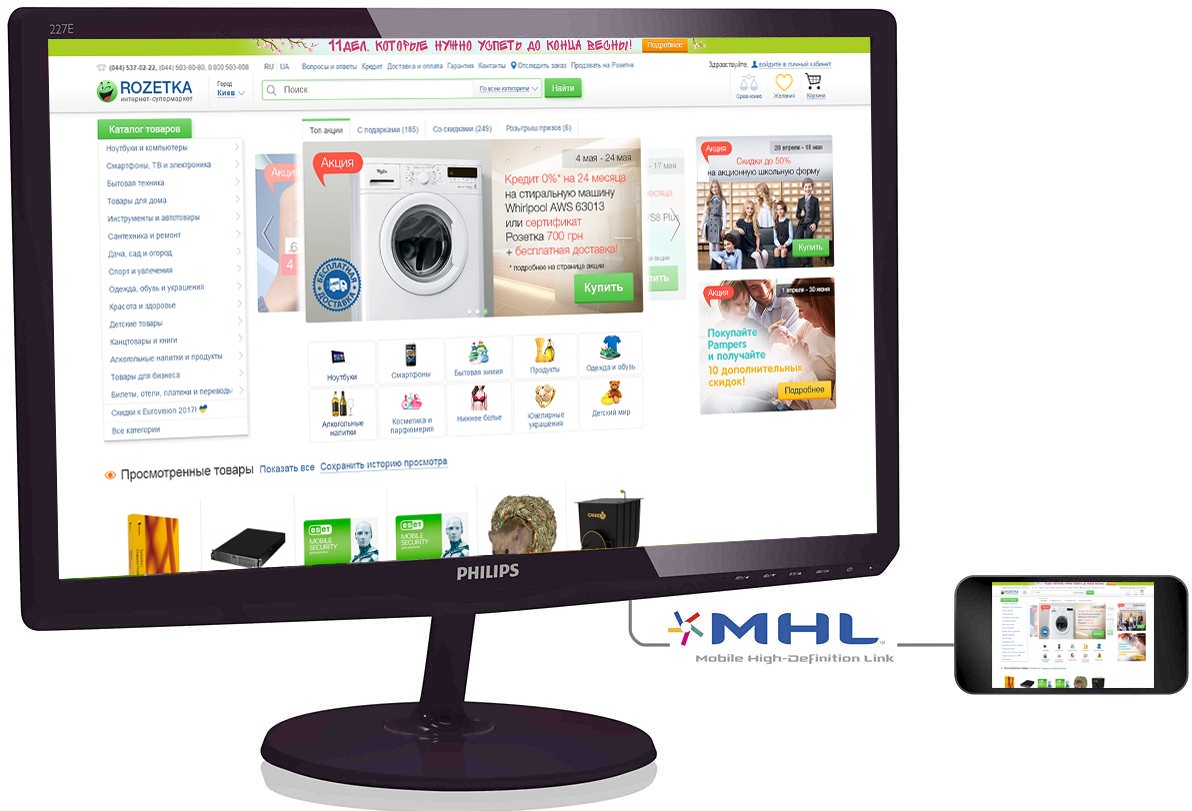 227E
11 ДЕЛ, КОТОРЫЕ НУЖНО УСПЕТЬ ДО КОНЦА ВЕСНЫ! Подробнее
(044) 537-02-22, (044) 503-80-80, 0 800 503-808 RU UA Вопросы и ответы Кредит Доставка и оплата Гарантия Контакты Отследить заказ Продавать на Розетке Здравствуйте, войдите в личный кабинет
ROZETKA
интернет-супермаркет
Город
Киев
Поиск По всем категориям Найти
Сравнение Желания Корзина
Каталог товаров
Ноутбуки и компьютеры
Смартфоны, ТВ и электроника
Бытовая техника
Товары для дома
Инструменты и автотовары
Сантехника и ремонт
Дача, сад и огород
Спорт и увлечения
Одежда, обувь и украшения
Красота и здоровье
Детские товары
Канцтовары и книги
Алкогольные напитки и продукты
Товары для бизнеса
Билеты, отели, платежи и переводы
Скидки к Eurovision 2017!
Все категории
Топ акции С подарками (185) Со скидками (249) Розыгрыш призов (6)
Акция
6
4
Акция
Whirlpool
БЕСПЛАТНАЯ ДОСТАВКА
4 мая - 24 мая
Кредит 0%* на 24 месяца
на стиральную машину
Whirlpool AWS 63013
или сертификат
Розетка 700 грн
+ бесплатная доставка!
* подробнее на странице акции
Купить
- 17 мая
/S8 Plus
Акция
28 апреля - 18 мая
Скидки до 50%
на акционную школьную форму
Купить
Акция
1 апреля - 30 июня
Покупайте
Pampers
и получайте
10 дополнительных
скидок!
Подробнее
Ноутбуки Смартфоны Бытовая химия Продукты Одежда и обувь
Алкогольные
напитки
Косметика и
парфюмерия
Нижнее белье
Ювелирные
украшения
Детский мир
Просмотренные товары Показать все Сохранить историю просмотра
eset
MOBILE
SECURITY
eset
MOBILE
SECURITY
PHILIPS
MHL
Mobile High-Definition Link
ROZETKA